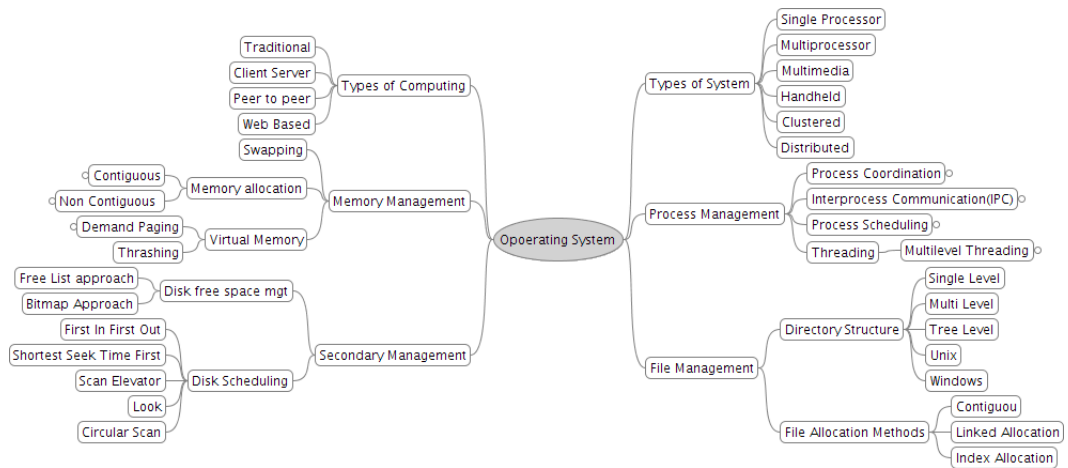 Opoerating System
Types of Computing
Traditional
Client Server
Peer to peer
Web Based
Memory Management
Swapping
Memory allocation
Contiguous
Non Contiguous
Virtual Memory
Demand Paging
Thrashing
Secondary Management
Disk free space mgt
Free List approach
Bitmap Approach
Disk Scheduling
First In First Out
Shortest Seek Time First
Scan Elevator
Look
Circular Scan
Types of System
Single Processor
Multiprocessor
Multimedia
Handheld
Clustered
Distributed
Process Management
Process Coordination
Interprocess Communication(IPC)
Process Scheduling
Threading
Multilevel Threading
File Management
Directory Structure
Single Level
Multi Level
Tree Level
Unix
Windows
File Allocation Methods
Contiguou
Linked Allocation
Index Allocation